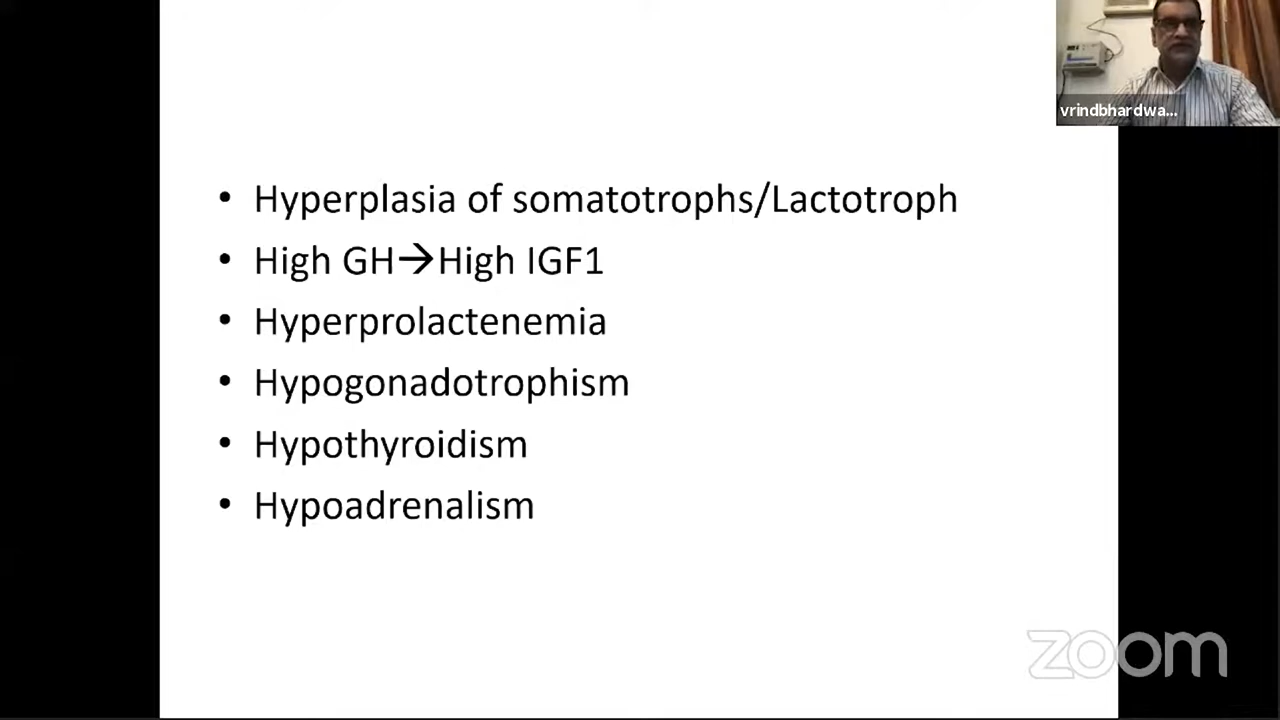 vrindbhardwa...
• Hyperplasia of somatotrophs/Lactotroph
• High GH→High IGF1
• Hyperprolactenemia
• Hypogonadotrophism
• Hypothyroidism
• Hypoadrenalism
zoom